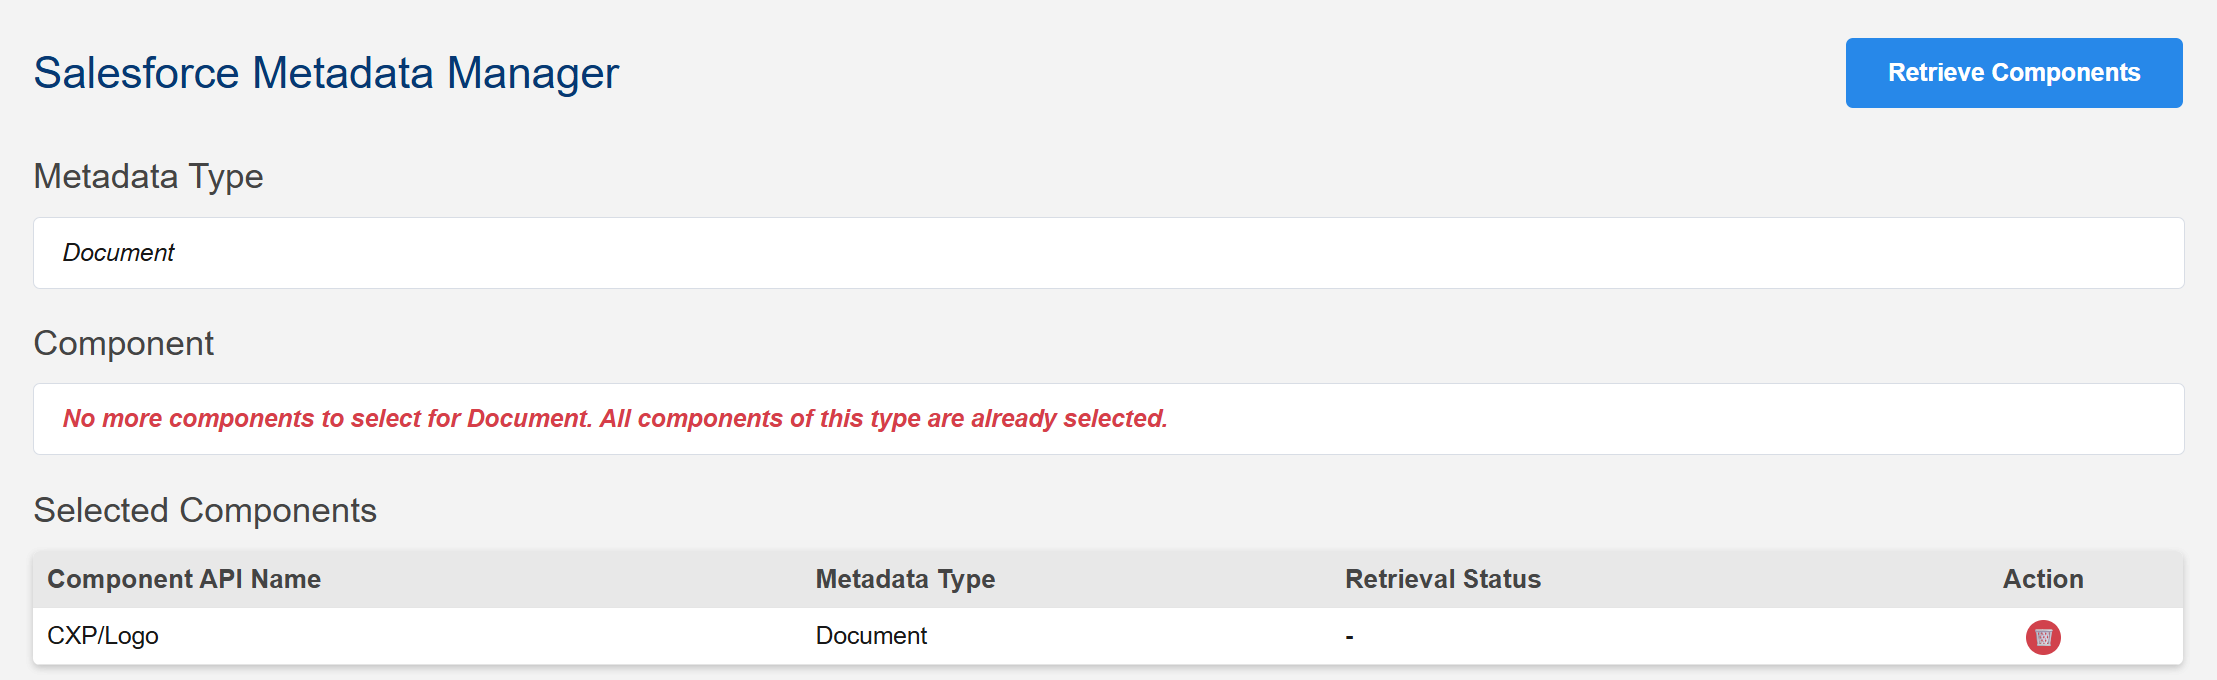 Salesforce Metadata Manager
Retrieve Components
Metadata Type
Document
Component
No more components to select for Document. All components of this type are already selected.
Selected Components
Component API Name Metadata Type Retrieval Status Action
CXP/Logo Document -